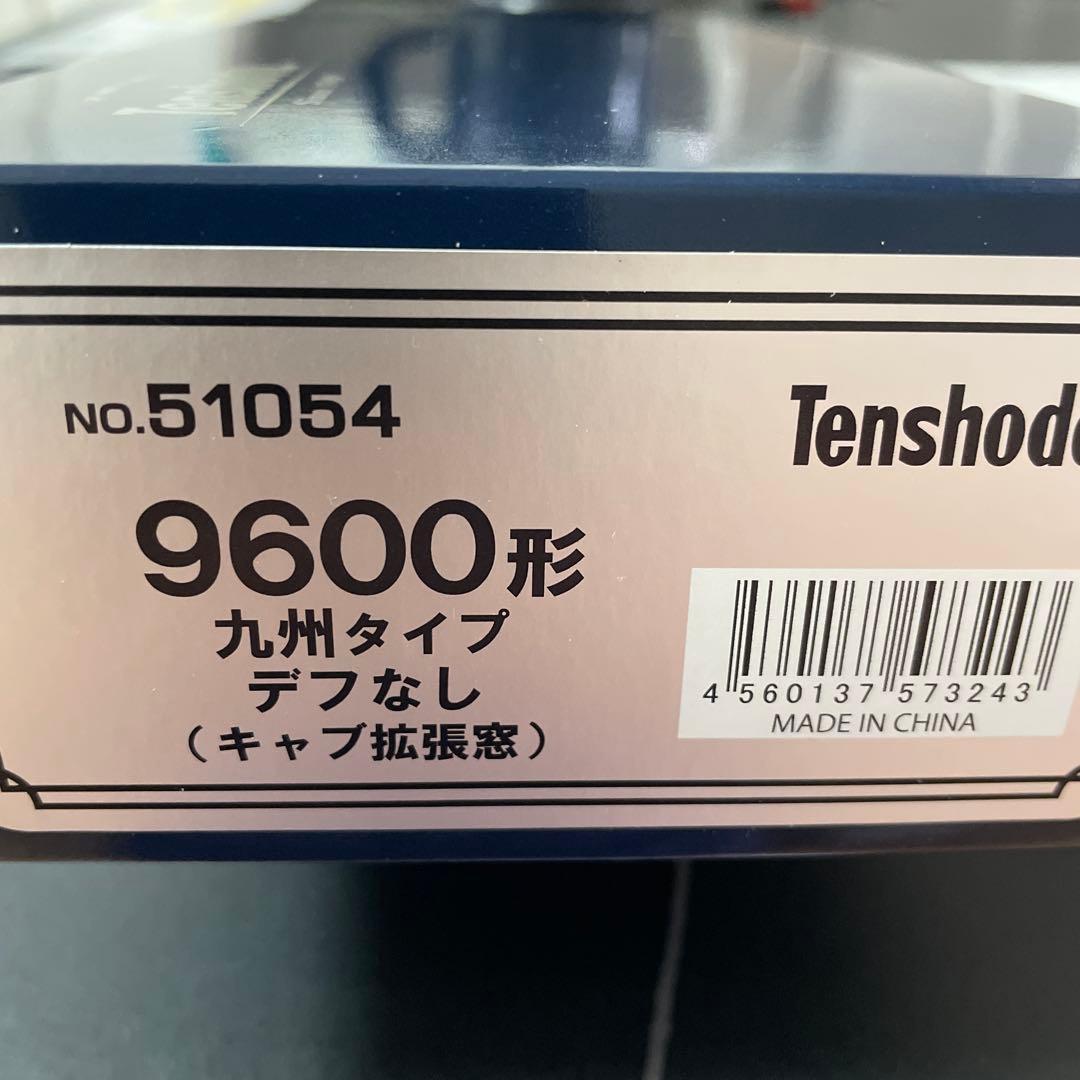 NO.51054
Tenshodo
9600形
九州タイプ
デフなし
(キャブ拡張窓)
4 560137 573243
MADE IN CHINA